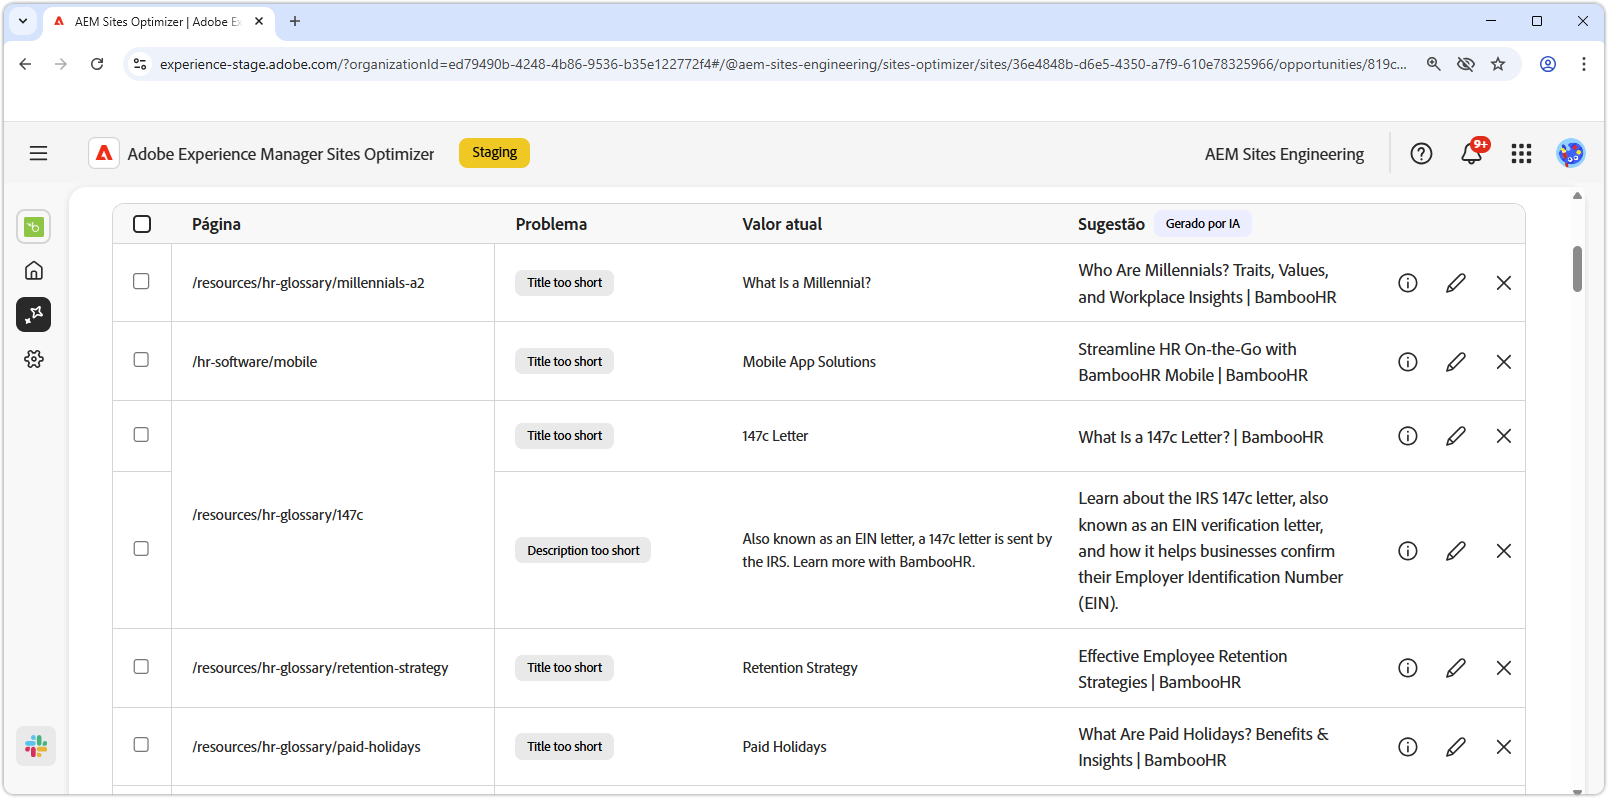 AEM Sites Optimizer | Adobe Ex
experience-stage.adobe.com/?organizationId=ed79490b-4248-4b86-9536-b35e122772f4#/@aem-sites-engineering/sites-optimizer/sites/36e4848b-d6e5-4350-a7f9-610e78325966/opportunities/819c...
Adobe Experience Manager Sites Optimizer
Staging
AEM Sites Engineering
9+
Página
Problema
Valor atual
Sugestão
Gerado por IA
/resources/hr-glossary/millennials-a2
Title too short
What Is a Millennial?
Who Are Millennials? Traits, Values,
and Workplace Insights | BambooHR
/hr-software/mobile
Title too short
Mobile App Solutions
Streamline HR On-the-Go with
BambooHR Mobile | BambooHR
/resources/hr-glossary/147c
Title too short
147c Letter
What Is a 147c Letter? | BambooHR
Description too short
Also known as an EIN letter, a 147c letter is sent by
the IRS. Learn more with BambooHR.
Learn about the IRS 147c letter, also
known as an EIN verification letter,
and how it helps businesses confirm
their Employer Identification Number
(EIN).
/resources/hr-glossary/retention-strategy
Title too short
Retention Strategy
Effective Employee Retention
Strategies | BambooHR
/resources/hr-glossary/paid-holidays
Title too short
Paid Holidays
What Are Paid Holidays? Benefits &
Insights | BambooHR